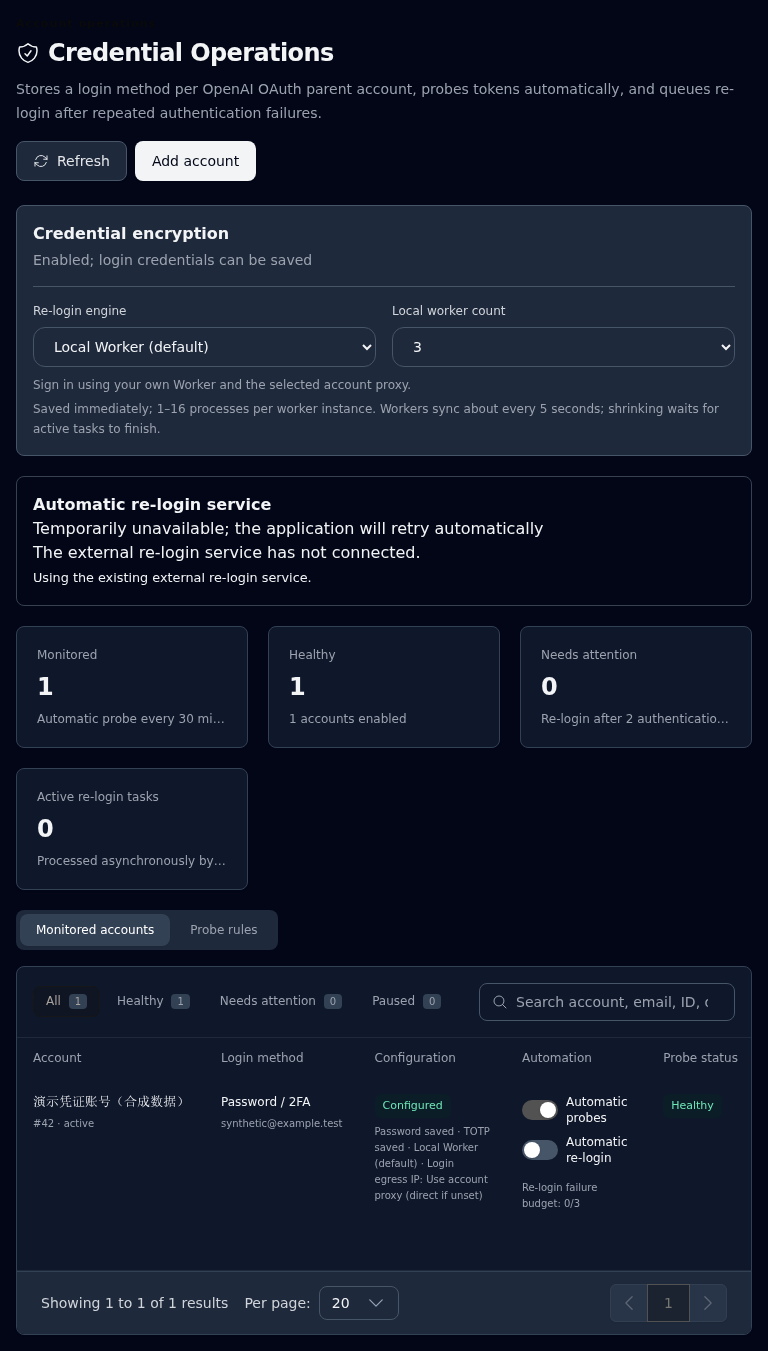 Credential Operations
Stores a login method per OpenAI OAuth parent account, probes tokens automatically, and queues re-
login after repeated authentication failures.
Refresh
Add account
Credential encryption
Enabled; login credentials can be saved
Re-login engine
Local worker count
Local Worker (default)
3
Sign in using your own Worker and the selected account proxy.
Saved immediately; 1–16 processes per worker instance. Workers sync about every 5 seconds; shrinking waits for
active tasks to finish.
Automatic re-login service
Temporarily unavailable; the application will retry automatically
The external re-login service has not connected.
Using the existing external re-login service.
Monitored
1
Automatic probe every 30 mi…
Healthy
1
1 accounts enabled
Needs attention
0
Re-login after 2 authenticatio…
Active re-login tasks
0
Processed asynchronously by…
Monitored accounts
Probe rules
All 1
Healthy 1
Needs attention 0
Paused 0
Search account, email, ID, o
Account
Login method
Configuration
Automation
Probe status
演示凭证账号（合成数据）
#42 · active
Password / 2FA
synthetic@example.test
Configured
Password saved · TOTP
saved · Local Worker
(default) · Login
egress IP: Use account
proxy (direct if unset)
Automatic
probes
Automatic
re-login
Re-login failure
budget: 0/3
Healthy
Showing 1 to 1 of 1 results
Per page:
20
1